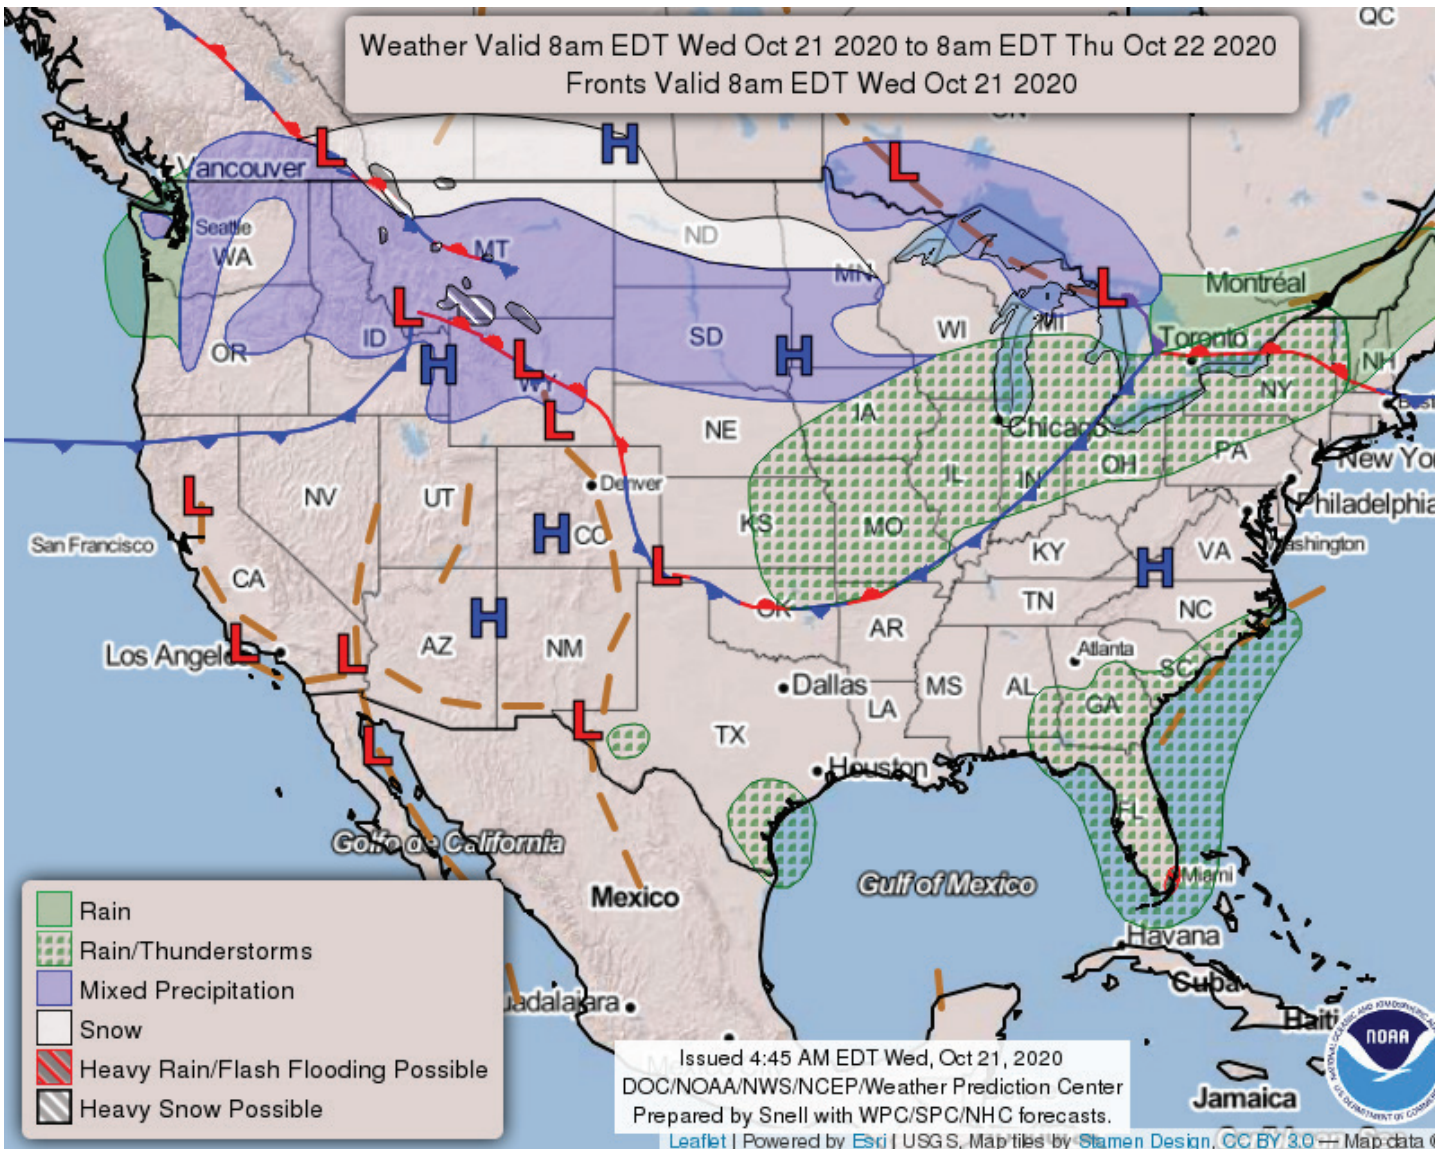 QC
Weather Valid 8am EDT Wed Oct 21 2020 to 8am EDT Thu Oct 22 2020
Fronts Valid 8am EDT Wed Oct 21 2020
H
L
L
Vancouver
Seattle
WA
MT
ND
MN
L
Montréal
L
ID
OR
H
L
WY
SD
H
WI
MI
Toronto
NH
NY
L
NE
IA
Chicago
PA
New Yo
L
NV
UT
Denver
H
CO
KS
MO
IL
IN
OH
Philadelphia
San Francisco
CA
L
KY
H
VA
ashington
AZ
H
NM
OK
AR
TN
NC
Los Angele
L
L
Dallas
MS
AL
Atlanta
GA
SC
L
L
TX
LA
Houston
FL
Golfo de California
Mexico
Gulf of Mexico
Miami
Havana
Cuba
Haiti
Jamaica
uadalajara
Mexico City
Rain
Rain/Thunderstorms
Mixed Precipitation
Snow
Heavy Rain/Flash Flooding Possible
Heavy Snow Possible
Issued 4:45 AM EDT Wed, Oct 21, 2020
DOC/NOAA/NWS/NCEP/Weather Prediction Center
Prepared by Snell with WPC/SPC/NHC forecasts.
Leaflet | Powered by Esri | USGS, Map tiles by Stamen Design, CC BY 3.0 — Map data ©
NOAA